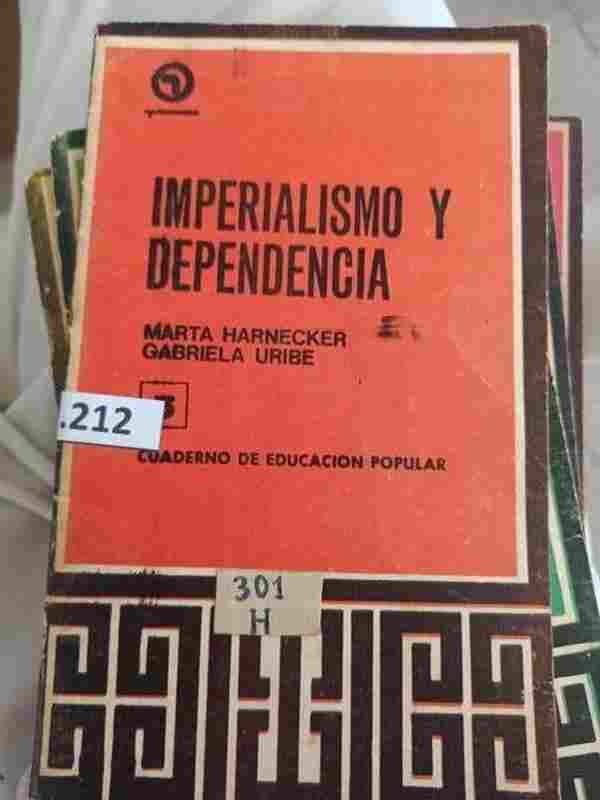 IMPERIALISMO Y
DEPENDENCIA
MARTA HARNECKER
GABRIELA URIBE
3
.212
CUADERNO DE EDUCACION POPULAR
301
H